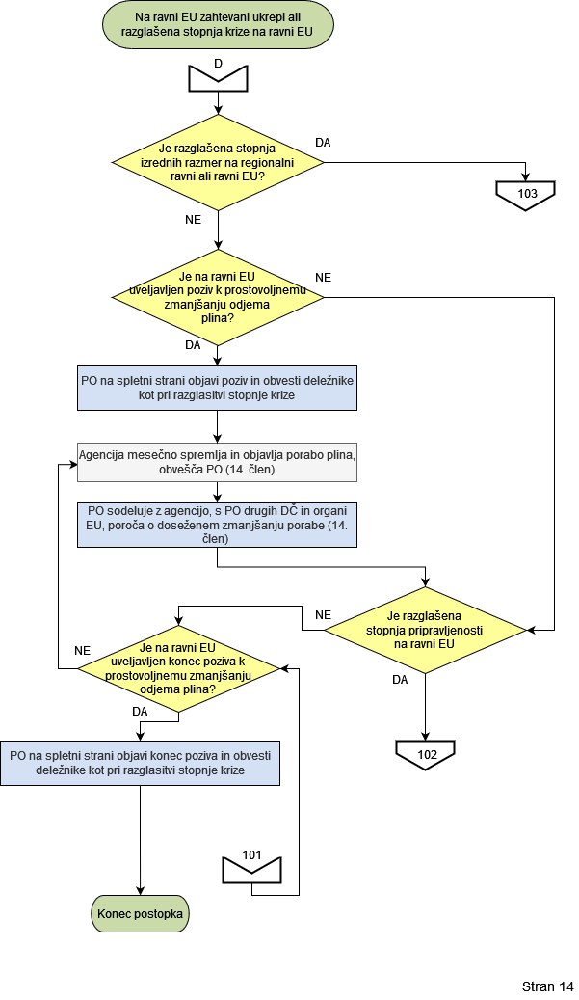 Na ravni EU zahtevani ukrepi ali
razglašena stopnja krize na ravni EU
D
Je razglašena stopnja
izrednih razmer na regionalni
ravni ali ravni EU?
DA
103
NE
Je na ravni EU
uveljavljen poziv k prostovoljnemu
zmanjšanju odjema
plina?
NE
DA
PO na spletni strani objavi poziv in obvesti deležnike
kot pri razglasitvi stopnje krize
Agencija mesečno spremlja in objavlja porabo plina,
obvešča PO (14. člen)
PO sodeluje z agencijo, s PO drugih DČ in organi
EU, poroča o doseženem zmanjšanju porabe (14.
člen)
Je razglašena
stopnja pripravljenosti
na ravni EU
NE
DA
102
Je na ravni EU
uveljavljen konec poziva k
prostovoljnemu zmanjšanju
odjema plina?
NE
DA
PO na spletni strani objavi konec poziva in obvesti
deležnike kot pri razglasitvi stopnje krize
101
Konec postopka
Stran 14